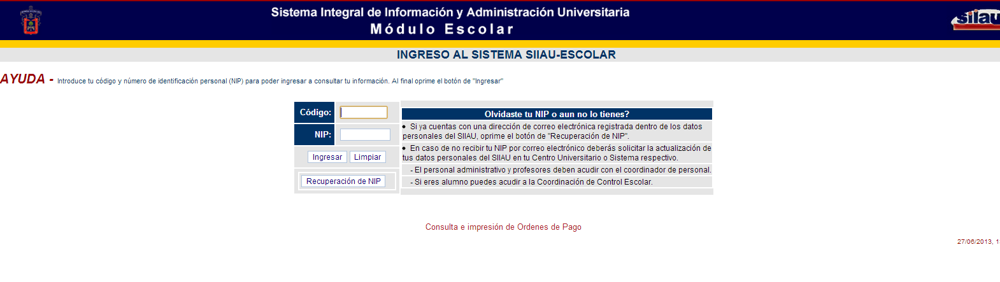 Sistema Integral de Información y Administración Universitaria
Módulo Escolar
siiau
INGRESO AL SISTEMA SIIAU-ESCOLAR
AYUDA - Introduce tu código y número de identificación personal (NIP) para poder ingresar a consultar tu información. Al final oprime el botón de "Ingresar"
Código:
NIP:
Ingresar Limpiar
Recuperación de NIP
Olvidaste tu NIP o aun no lo tienes?
• Si ya cuentas con una dirección de correo electrónica registrada dentro de los datos
personales del SIIAU, oprime el botón de "Recuperación de NIP".
• En caso de no recibir tu NIP por correo electrónico deberás solicitar la actualización de
tus datos personales del SIIAU en tu Centro Universitario o Sistema respectivo.
- El personal administrativo y profesores deben acudir con el coordinador de personal.
- Si eres alumno puedes acudir a la Coordinación de Control Escolar.
Consulta e impresión de Ordenes de Pago
27/06/2013, 1